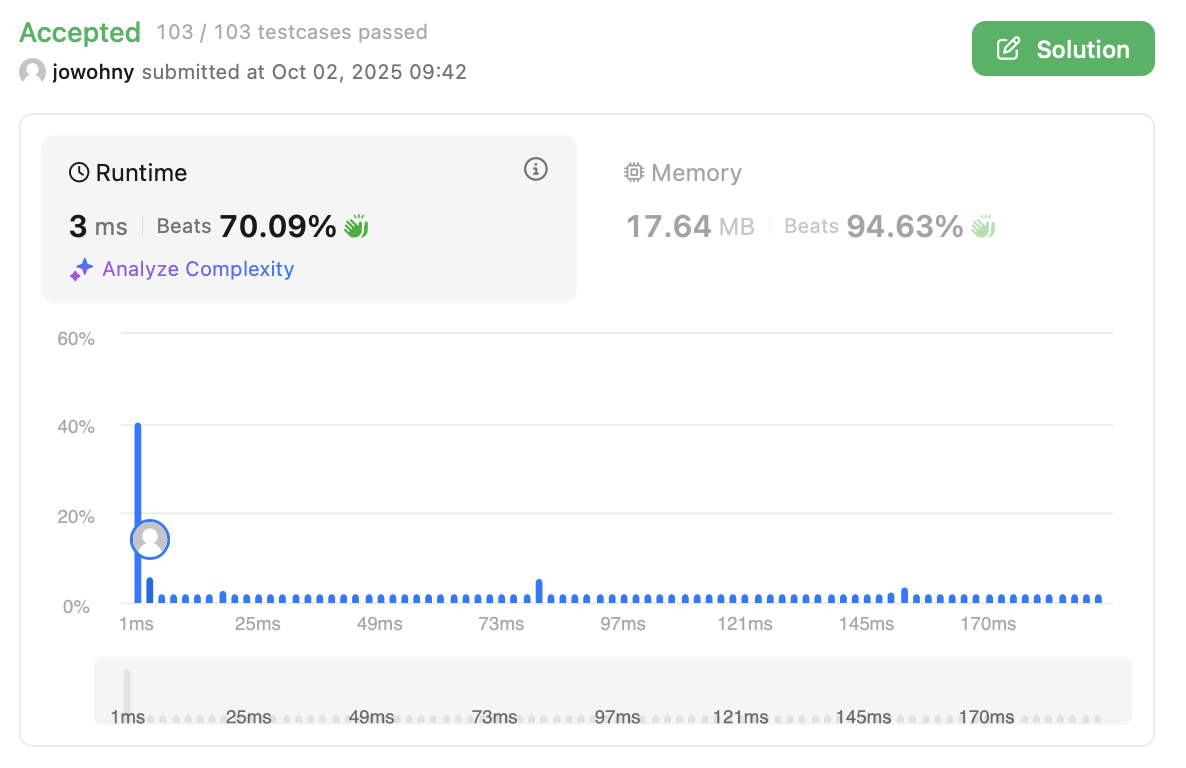 Accepted 103 / 103 testcases passed
jowohny submitted at Oct 02, 2025 09:42
Solution
Runtime
3 ms Beats 70.09%
Analyze Complexity
Memory
17.64 MB Beats 94.63%
60%
40%
20%
0%
1ms 25ms 49ms 73ms 97ms 121ms 145ms 170ms
1ms 25ms 49ms 73ms 97ms 121ms 145ms 170ms